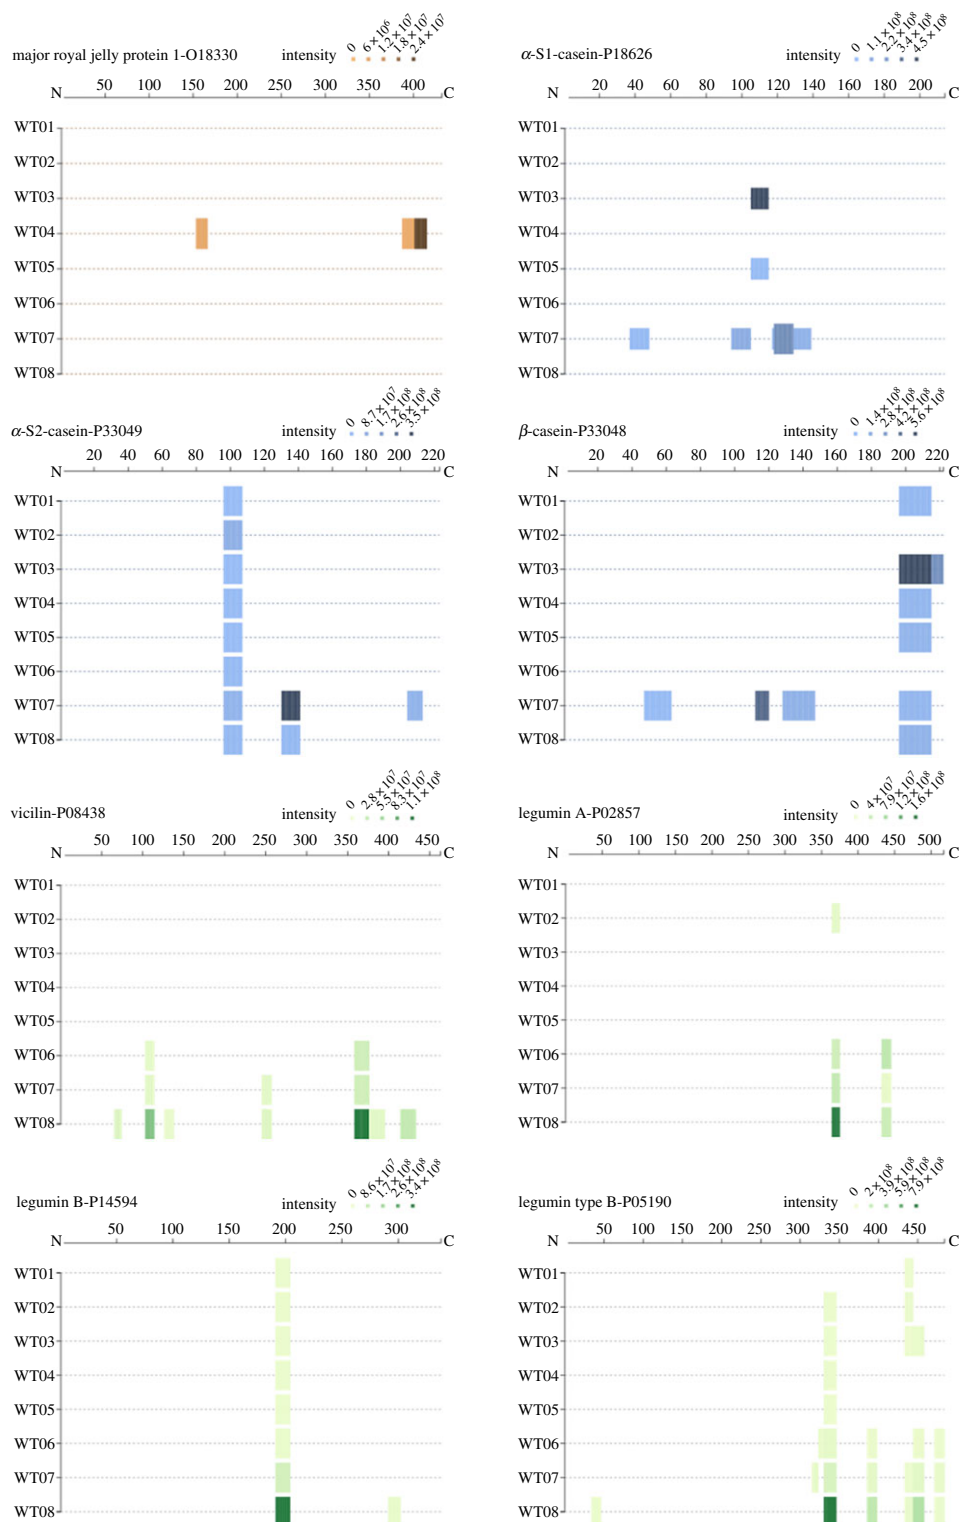 major royal jelly protein 1-O18330 intensity 0 6 × 10⁶ 1.2 × 10⁷ 1.8 × 10⁷ 2.4 × 10⁷
N 50 100 150 200 250 300 350 400 C
WT01
WT02
WT03
WT04
WT05
WT06
WT07
WT08
α-S1-casein-P18626 intensity 0 1.1 × 10⁸ 2.2 × 10⁸ 3.4 × 10⁸ 4.5 × 10⁸
N 20 40 60 80 100 120 140 160 180 200 C
WT01
WT02
WT03
WT04
WT05
WT06
WT07
WT08
α-S2-casein-P33049 intensity 0 8.7 × 10⁷ 1.7 × 10⁸ 2.6 × 10⁸ 3.5 × 10⁸
N 20 40 60 80 100 120 140 160 180 200 220 C
WT01
WT02
WT03
WT04
WT05
WT06
WT07
WT08
β-casein-P33048 intensity 0 1.4 × 10⁸ 2.8 × 10⁸ 4.2 × 10⁸ 5.6 × 10⁸
N 20 40 60 80 100 120 140 160 180 200 220 C
WT01
WT02
WT03
WT04
WT05
WT06
WT07
WT08
vicilin-P08438 intensity 0 2.8 × 10⁷ 5.5 × 10⁷ 8.3 × 10⁷ 1.1 × 10⁸
N 50 100 150 200 250 300 350 400 450 C
WT01
WT02
WT03
WT04
WT05
WT06
WT07
WT08
legumin A-P02857 intensity 0 4 × 10⁷ 7.9 × 10⁷ 1.2 × 10⁸ 1.6 × 10⁸
N 50 100 150 200 250 300 350 400 450 500 C
WT01
WT02
WT03
WT04
WT05
WT06
WT07
WT08
legumin B-P14594 intensity 0 8.6 × 10⁷ 1.7 × 10⁸ 2.6 × 10⁸ 3.4 × 10⁸
N 50 100 150 200 250 300 C
WT01
WT02
WT03
WT04
WT05
WT06
WT07
WT08
legumin type B-P05190 intensity 0 2 × 10⁸ 3.9 × 10⁸ 5.9 × 10⁸ 7.9 × 10⁸
N 50 100 150 200 250 300 350 400 450 C
WT01
WT02
WT03
WT04
WT05
WT06
WT07
WT08